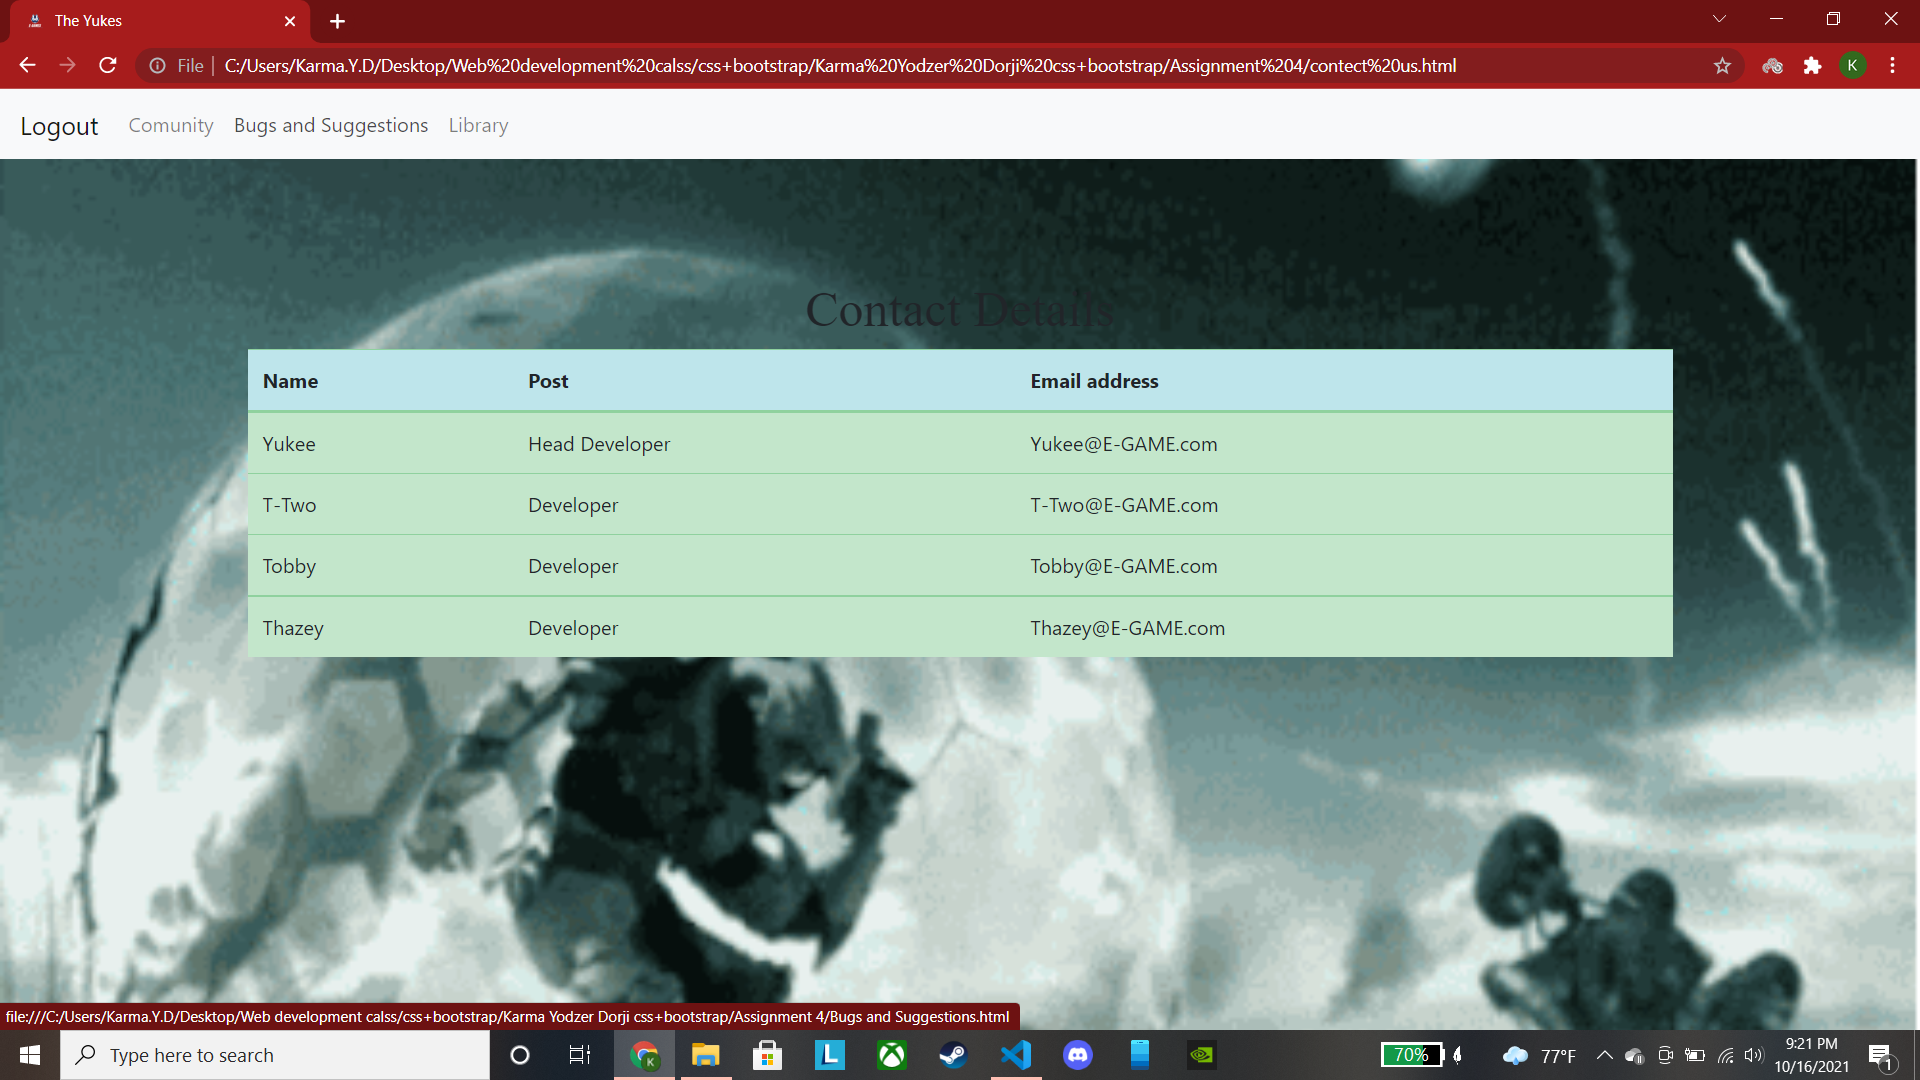 The Yukes
File
C:/Users/Karma.Y.D/Desktop/Web%20development%20calss/css+bootstrap/Karma%20Yodzer%20Dorji%20css+bootstrap/Assignment%204/contect%20us.html
K
Logout Comunity Bugs and Suggestions Library
Contact Details
Name Post Email address
Yukee Head Developer Yukee@E-GAME.com
T-Two Developer T-Two@E-GAME.com
Tobby Developer Tobby@E-GAME.com
Thazey Developer Thazey@E-GAME.com
file:///C:/Users/Karma.Y.D/Desktop/Web development calss/css+bootstrap/Karma Yodzer Dorji css+bootstrap/Assignment 4/Bugs and Suggestions.html
Type here to search
K
L
70%
77°F
9:21 PM
10/16/2021
1